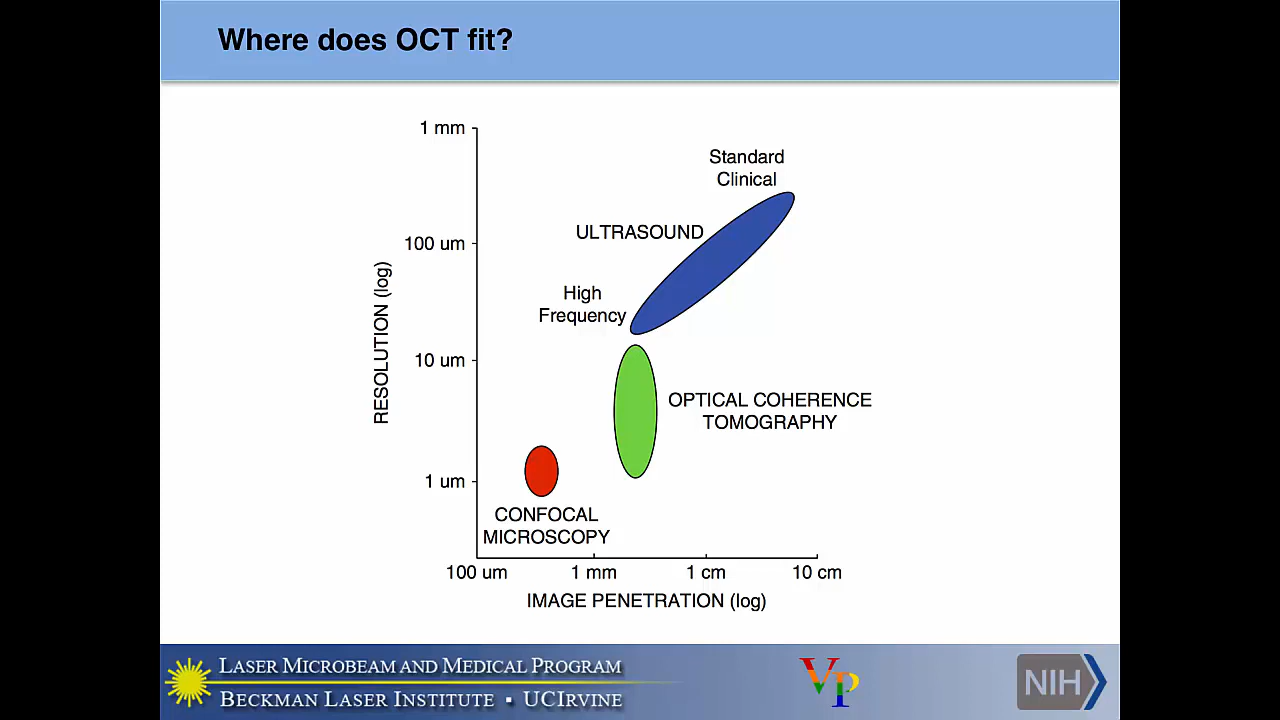 Where does OCT fit?
1 mm
100 um
10 um
1 um
RESOLUTION (log)
Standard
Clinical
ULTRASOUND
High
Frequency
OPTICAL COHERENCE
TOMOGRAPHY
CONFOCAL
MICROSCOPY
100 um
1 mm
1 cm
10 cm
IMAGE PENETRATION (log)
LASER MICROBEAM AND MEDICAL PROGRAM
BECKMAN LASER INSTITUTE ▪ UCIRVINE
VP
NIH